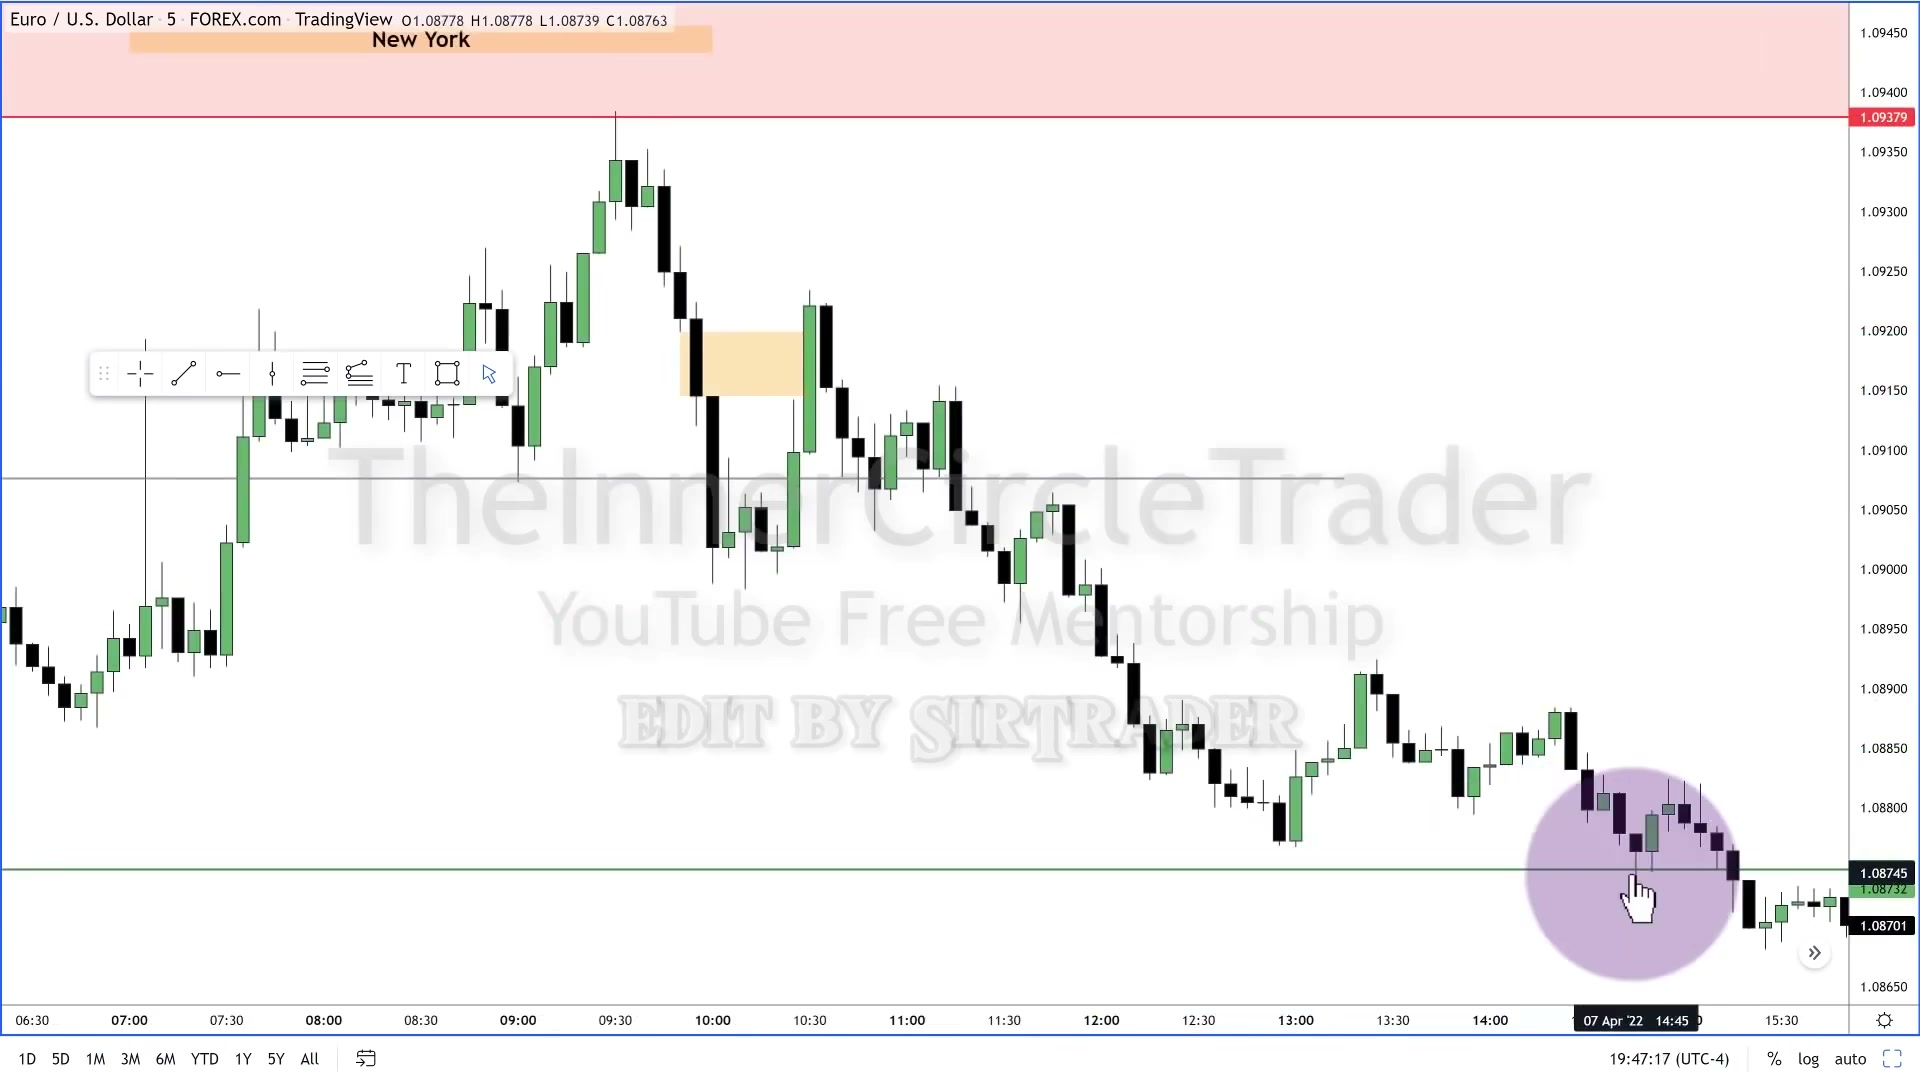 Euro / U.S. Dollar · 5 · FOREX.com · TradingView O1.08778 H1.08778 L1.08739 C1.08763
New York
1.09450
1.09400
1.09379
1.09350
1.09300
1.09250
1.09200
1.09150
1.09100
1.09050
1.09000
1.08950
1.08900
1.08850
1.08800
1.08745
1.08732
1.08701
1.08650
T
TheInnerCircleTrader
YouTube Free Mentorship
EDIT BY SIRTRADER
06:30 07:00 07:30 08:00 08:30 09:00 09:30 10:00 10:30 11:00 11:30 12:00 12:30 13:00 13:30 14:00 07 Apr '22 14:45 15:30
1D 5D 1M 3M 6M YTD 1Y 5Y All 19:47:17 (UTC-4) % log auto